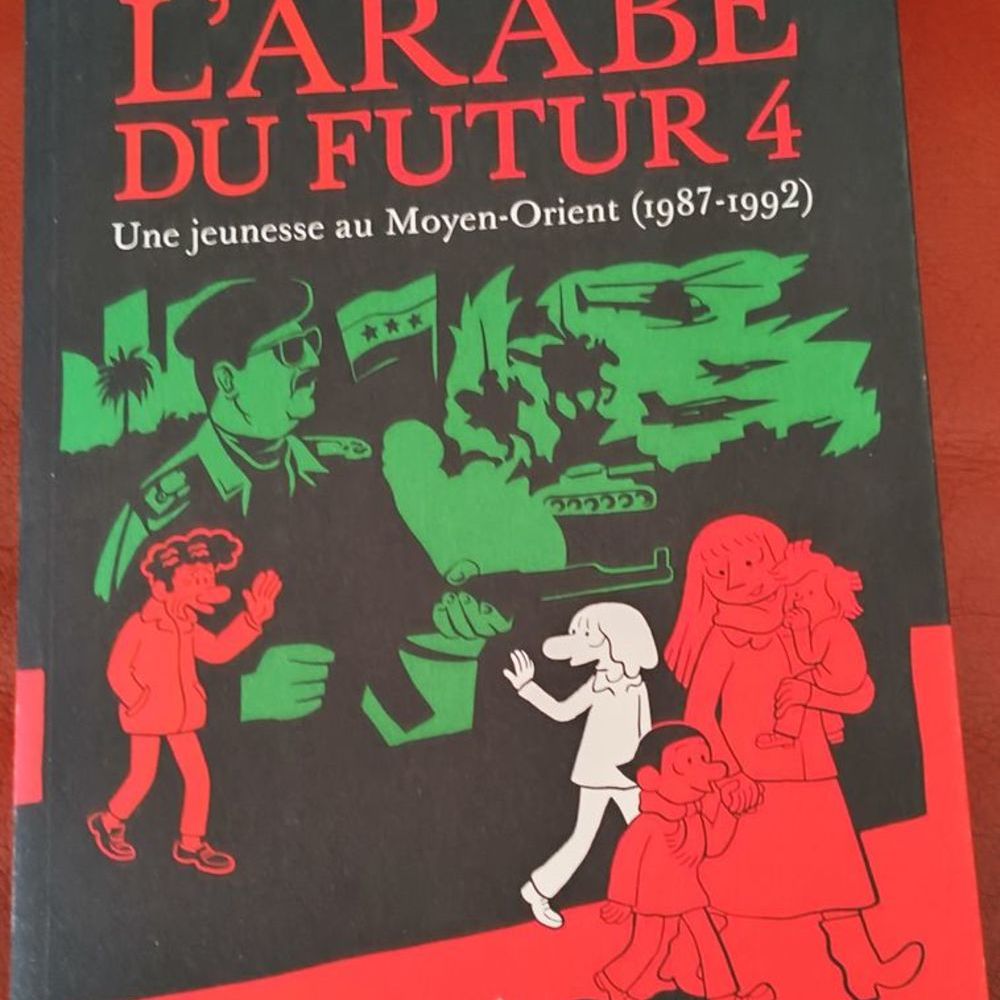 L'ARABE
DU FUTUR 4
Une jeunesse au Moyen-Orient (1987-1992)